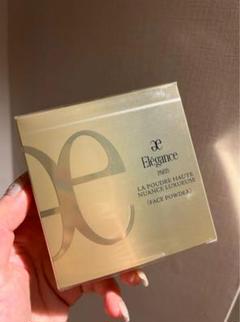 æ
æ
Elégance
PARIS
LA POUDRE HAUTE
NUANCE LUXUEUSE
(FACE POWDER)